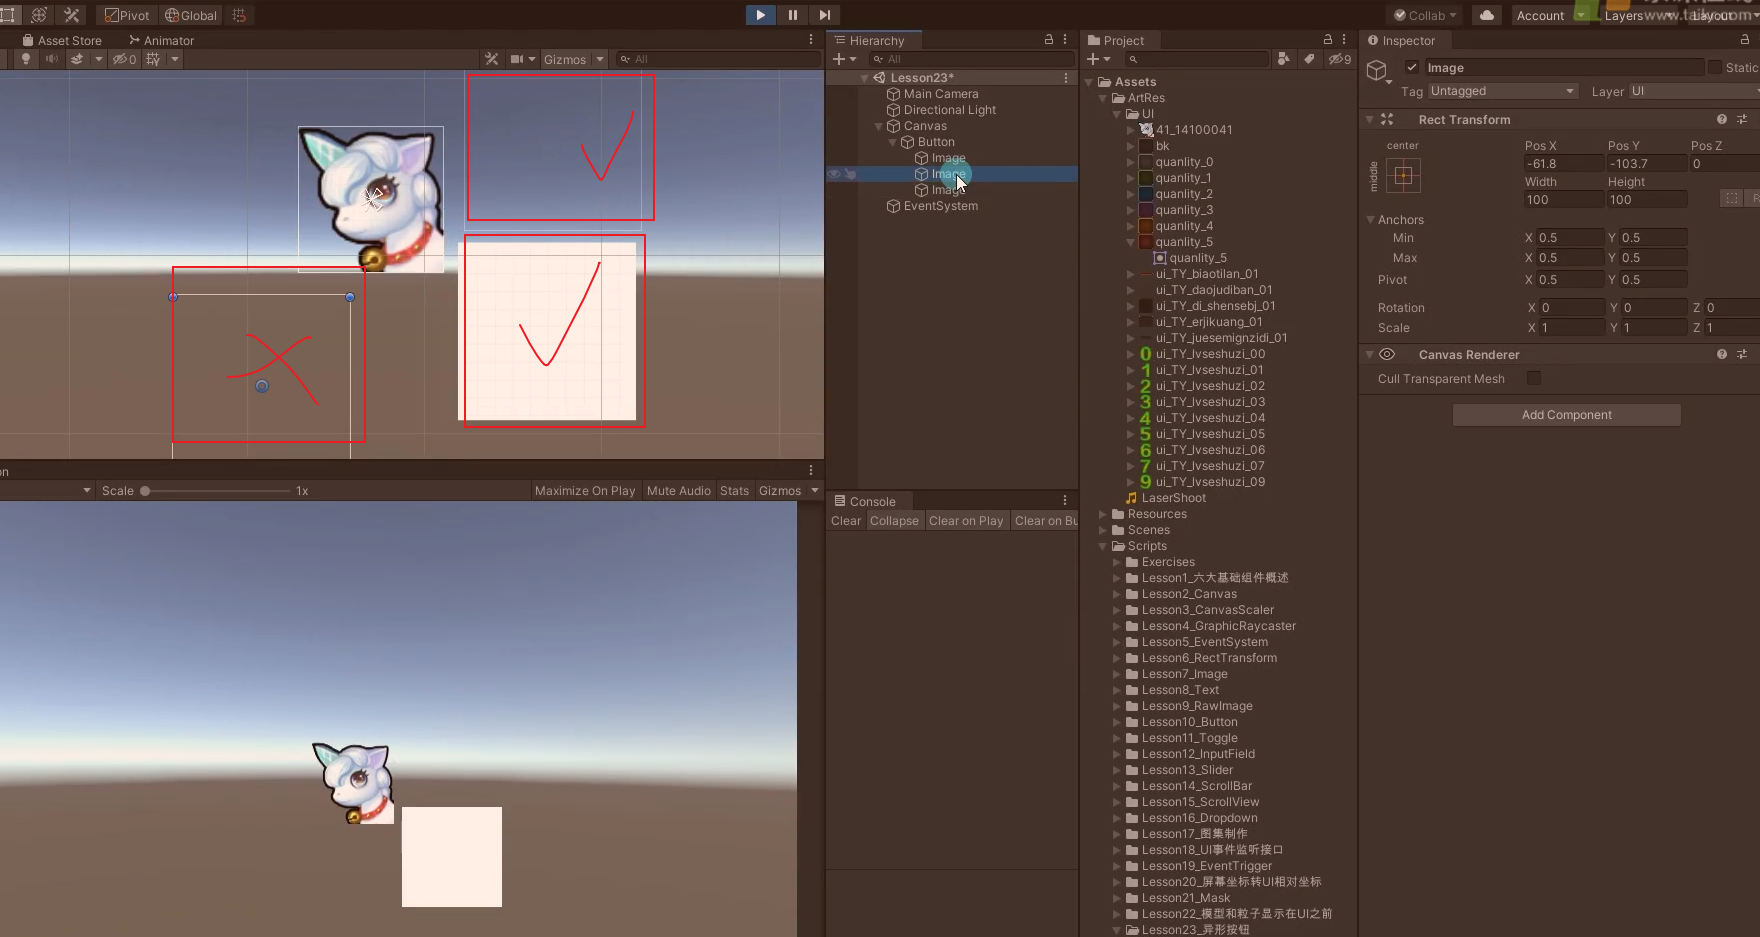 Pivot Global Collab Account Layers Layout
www.taikr.com
Asset Store Animator
Gizmos All
Hierarchy
All
Lesson23*
Main Camera
Directional Light
Canvas
Button
Image
Image
Image
EventSystem
Project
9
Assets
ArtRes
UI
41_14100041
bk
quanlity_0
quanlity_1
quanlity_2
quanlity_3
quanlity_4
quanlity_5
quanlity_5
ui_TY_biaotilan_01
ui_TY_daojudiban_01
ui_TY_di_shensebj_01
ui_TY_erjikuang_01
ui_TY_juesemignzidi_01
0 ui_TY_lvseshuzi_00
1 ui_TY_lvseshuzi_01
2 ui_TY_lvseshuzi_02
3 ui_TY_lvseshuzi_03
4 ui_TY_lvseshuzi_04
5 ui_TY_lvseshuzi_05
6 ui_TY_lvseshuzi_06
7 ui_TY_lvseshuzi_07
9 ui_TY_lvseshuzi_09
LaserShoot
Resources
Scenes
Scripts
Exercises
Lesson1_六大基础组件概述
Lesson2_Canvas
Lesson3_CanvasScaler
Lesson4_GraphicRaycaster
Lesson5_EventSystem
Lesson6_RectTransform
Lesson7_Image
Lesson8_Text
Lesson9_RawImage
Lesson10_Button
Lesson11_Toggle
Lesson12_InputField
Lesson13_Slider
Lesson14_ScrollBar
Lesson15_ScrollView
Lesson16_Dropdown
Lesson17_图集制作
Lesson18_UI事件监听接口
Lesson19_EventTrigger
Lesson20_屏幕坐标转UI相对坐标
Lesson21_Mask
Lesson22_模型和粒子显示在UI之前
Lesson23_异形按钮
Inspector
Image Static
Tag Untagged Layer UI
Rect Transform
center Pos X Pos Y Pos Z
middle -61.8 -103.7 0
Width Height
100 100 R
Anchors
Min X 0.5 Y 0.5
Max X 0.5 Y 0.5
Pivot X 0.5 Y 0.5
Rotation X 0 Y 0 Z 0
Scale X 1 Y 1 Z 1
Canvas Renderer
Cull Transparent Mesh
Add Component
on
Scale 1x Maximize On Play Mute Audio Stats Gizmos
Console
Clear Collapse Clear on Play Clear on Bu